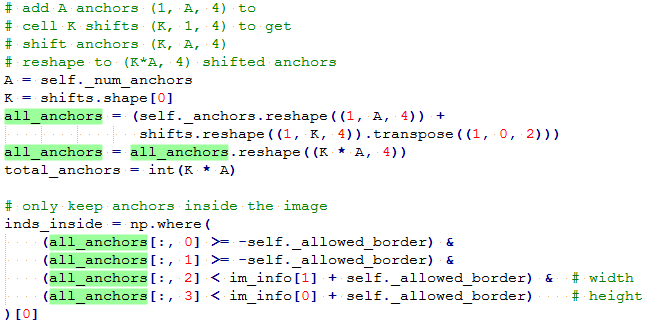 # add A anchors (1, A, 4) to
# cell K shifts (K, 1, 4) to get
# shift anchors (K, A, 4)
# reshape to (K*A, 4) shifted anchors
A = self._num_anchors
K = shifts.shape[0]
all_anchors = (self._anchors.reshape((1, A, 4)) +
               shifts.reshape((1, K, 4)).transpose((1, 0, 2)))
all_anchors = all_anchors.reshape((K * A, 4))
total_anchors = int(K * A)

# only keep anchors inside the image
inds_inside = np.where(
    (all_anchors[:, 0] >= -self._allowed_border) &
    (all_anchors[:, 1] >= -self._allowed_border) &
    (all_anchors[:, 2] < im_info[1] + self._allowed_border) &  # width
    (all_anchors[:, 3] < im_info[0] + self._allowed_border)    # height
)[0]